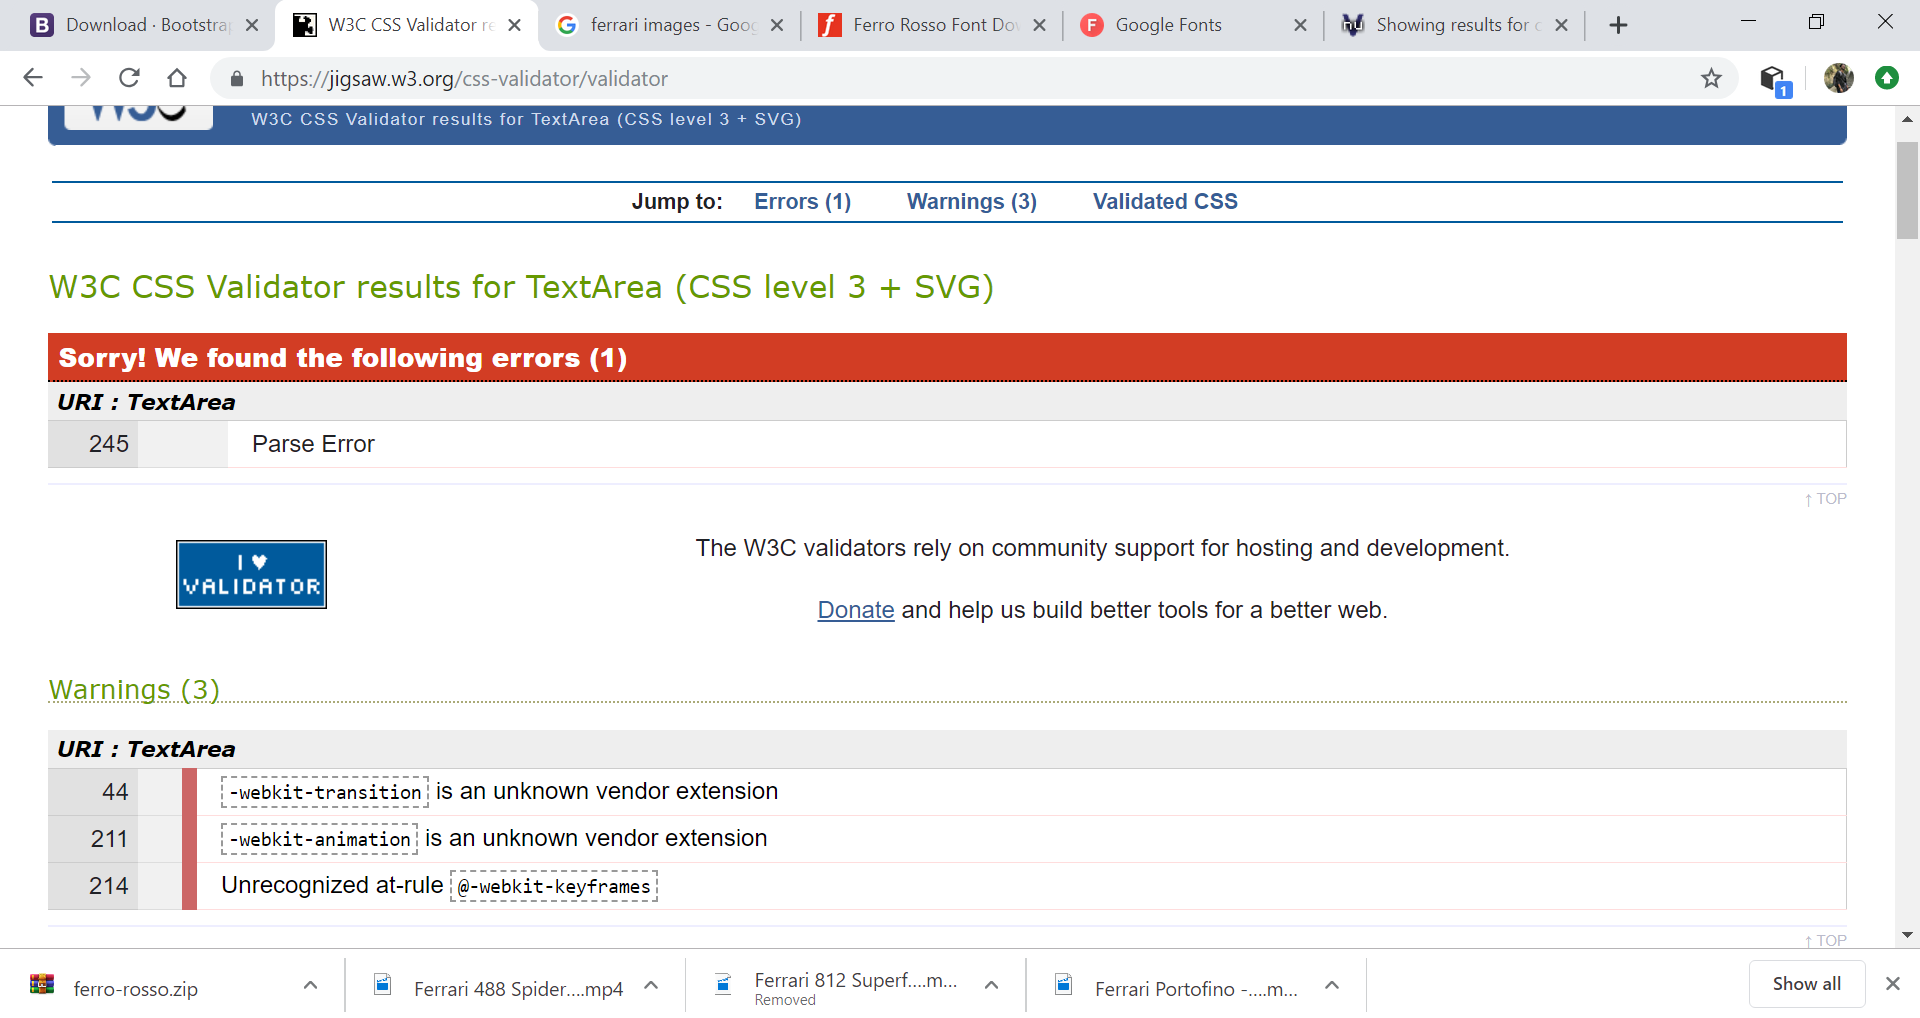 Download · Bootstrap
W3C CSS Validator re
ferrari images - Goog
Ferro Rosso Font Do
Google Fonts
Showing results for c
https://jigsaw.w3.org/css-validator/validator
1
W3C CSS Validator results for TextArea (CSS level 3 + SVG)
Jump to: Errors (1) Warnings (3) Validated CSS
W3C CSS Validator results for TextArea (CSS level 3 + SVG)
Sorry! We found the following errors (1)
URI : TextArea
245 Parse Error
↑ TOP
I ♥
VALIDATOR
The W3C validators rely on community support for hosting and development.
Donate and help us build better tools for a better web.
Warnings (3)
URI : TextArea
44 -webkit-transition is an unknown vendor extension
211 -webkit-animation is an unknown vendor extension
214 Unrecognized at-rule @-webkit-keyframes
↑ TOP
ferro-rosso.zip
Ferrari 488 Spider....mp4
Ferrari 812 Superf....m...
Removed
Ferrari Portofino -....m...
Show all